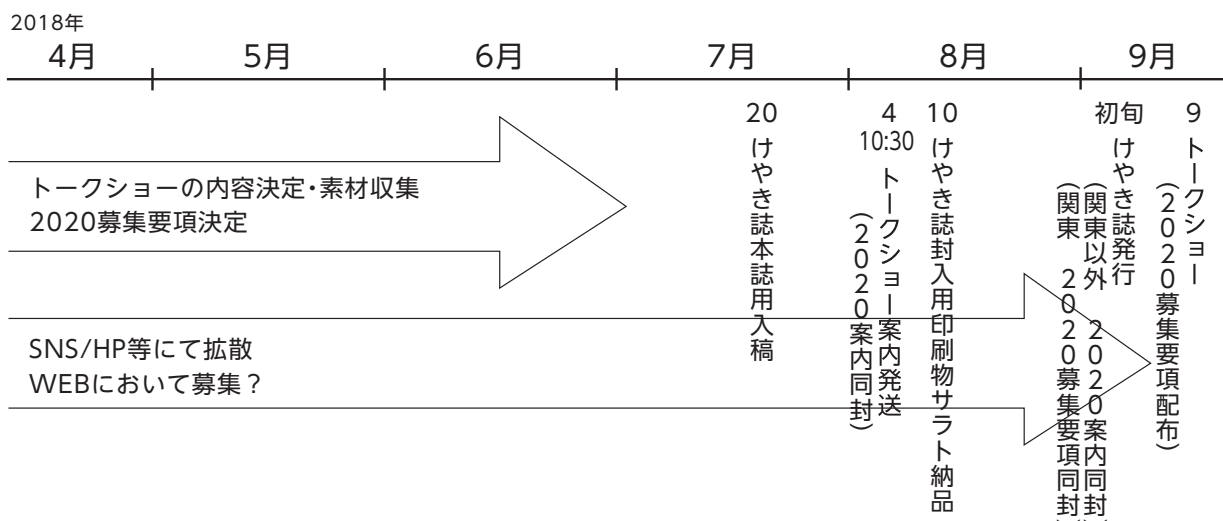 2018年
4月 5月 6月 7月 8月 9月
トークショーの内容決定・素材収集
2020募集要項決定
SNS/HP等にて拡散
WEBにおいて募集？
20
けやき誌本誌用入稿
4
10:30
トークショー案内発送
（2020案内同封）
10
けやき誌封入用印刷物サラト納品
初旬
けやき誌発行
（関東以外 2020案内同封
（関東 2020募集要項同封
9
トークショー
（2020募集要項配布）